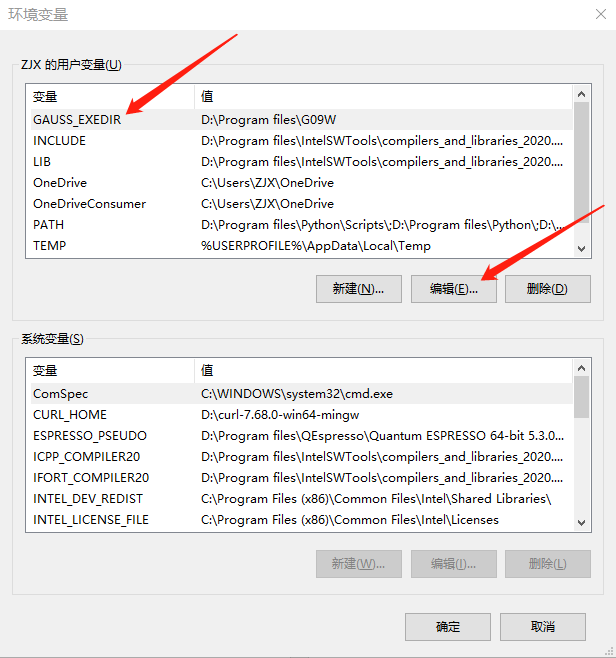 环境变量
ZJX 的用户变量(U)
变量 值
GAUSS_EXEDIR D:\Program files\G09W
INCLUDE D:\Program files\IntelSWTools\compilers_and_libraries_2020....
LIB D:\Program files\IntelSWTools\compilers_and_libraries_2020....
OneDrive C:\Users\ZJX\OneDrive
OneDriveConsumer C:\Users\ZJX\OneDrive
PATH D:\Program files\Python\Scripts\;D:\Program files\Python\;D:\...
TEMP %USERPROFILE%\AppData\Local\Temp
新建(N)... 编辑(E)... 删除(D)
系统变量(S)
变量 值
ComSpec C:\WINDOWS\system32\cmd.exe
CURL_HOME D:\curl-7.68.0-win64-mingw
ESPRESSO_PSEUDO D:\Program files\QEspresso\Quantum ESPRESSO 64-bit 5.3.0...
ICPP_COMPILER20 D:\Program files\IntelSWTools\compilers_and_libraries_2020....
IFORT_COMPILER20 D:\Program files\IntelSWTools\compilers_and_libraries_2020....
INTEL_DEV_REDIST C:\Program Files (x86)\Common Files\Intel\Shared Libraries\
INTEL_LICENSE_FILE C:\Program Files (x86)\Common Files\Intel\Licenses
新建(W)... 编辑(I)... 删除(L)
确定 取消